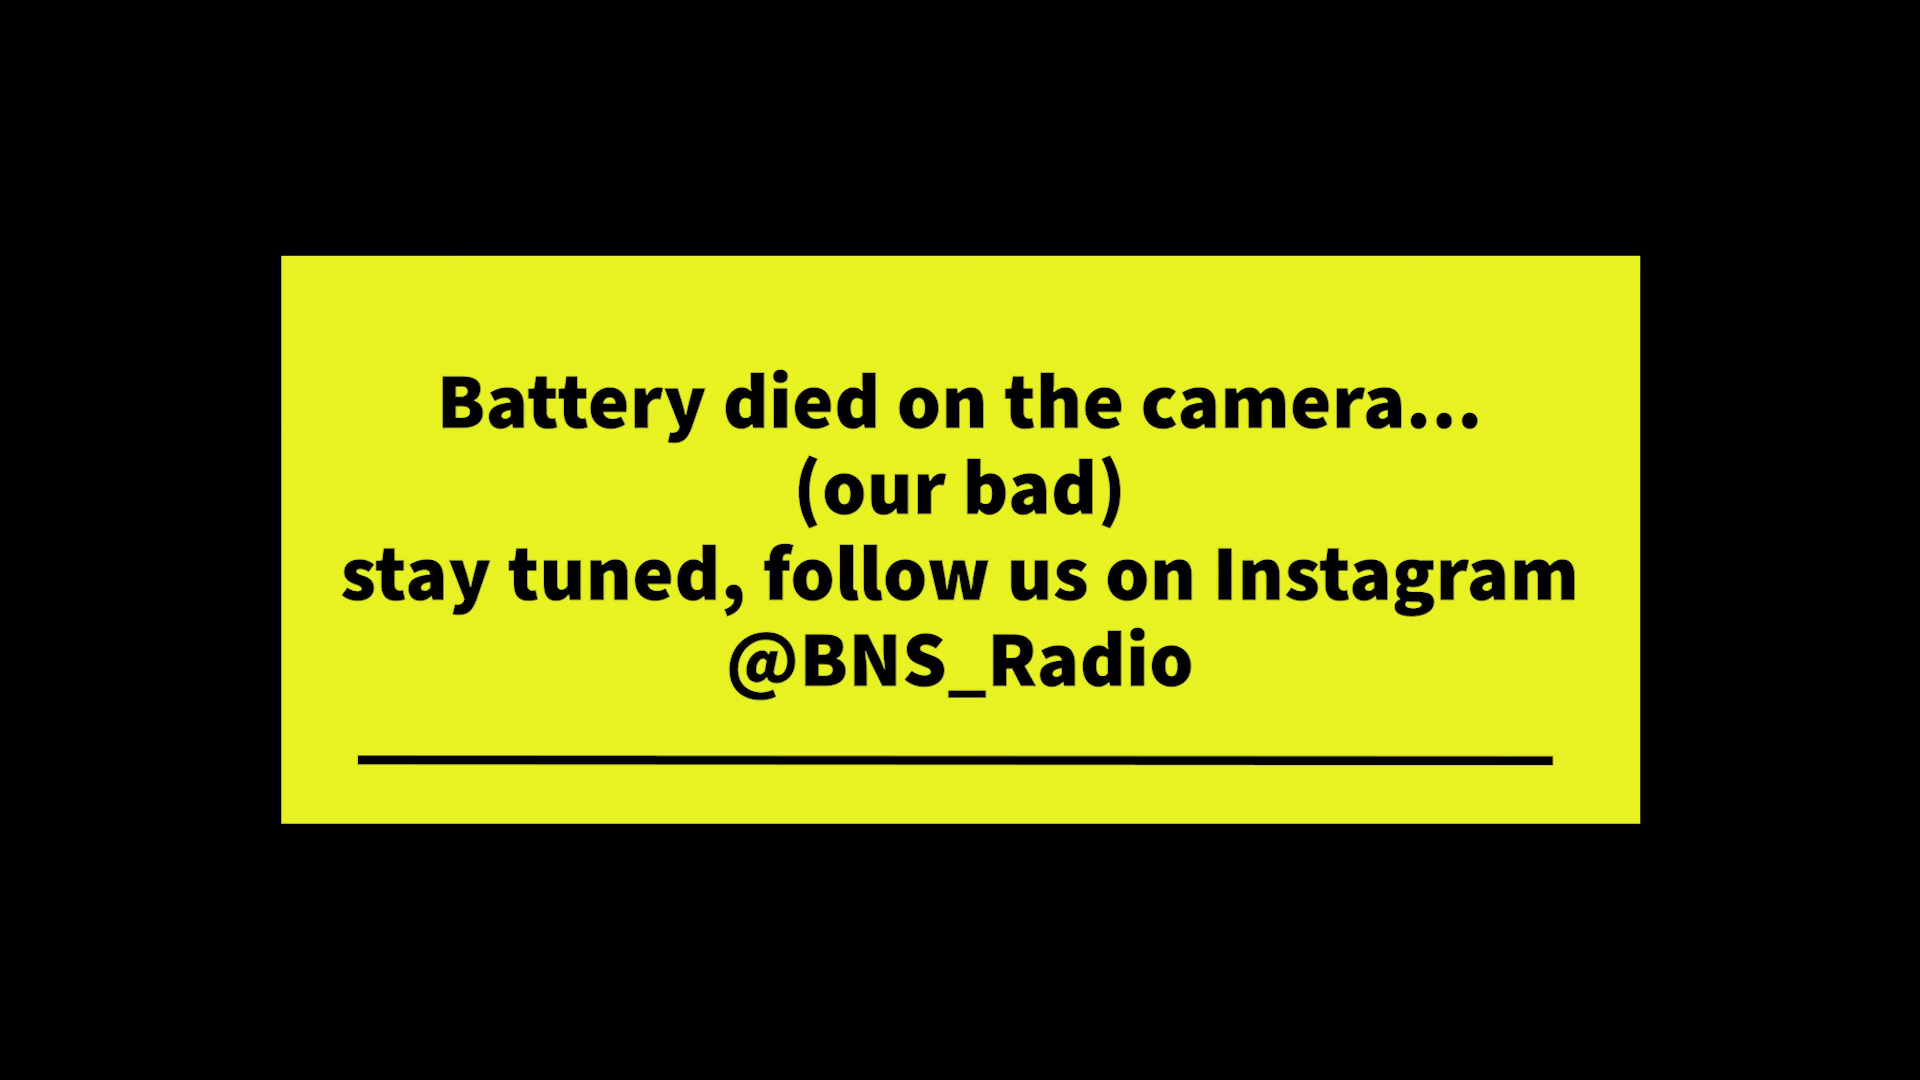 Battery died on the camera...
(our bad)
stay tuned, follow us on Instagram
@BNS_Radio